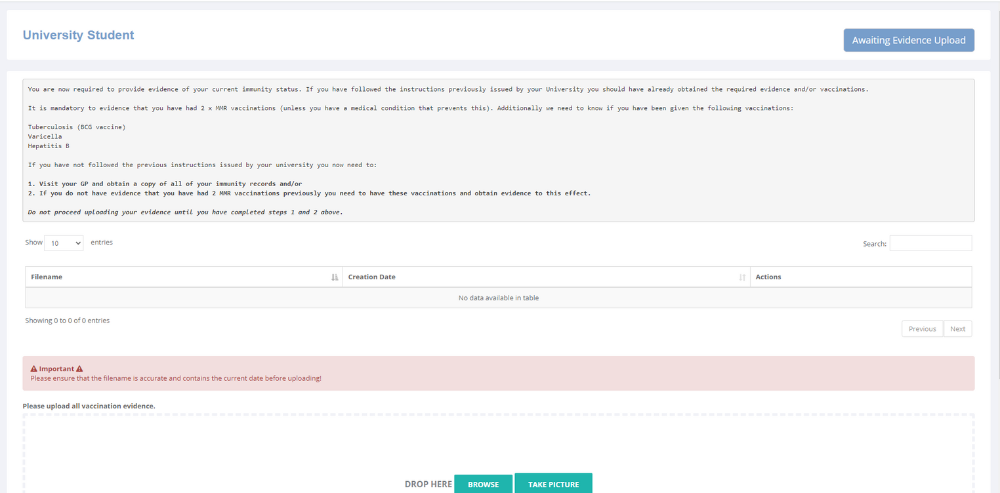 University Student
Awaiting Evidence Upload
You are now required to provide evidence of your current immunity status. If you have followed the instructions previously issued by your University you should have already obtained the required evidence and/or vaccinations.
It is mandatory to evidence that you have had 2 x MMR vaccinations (unless you have a medical condition that prevents this). Additionally we need to know if you have been given the following vaccinations:
Tuberculosis (BCG vaccine)
Varicella
Hepatitis B
If you have not followed the previous instructions issued by your university you now need to:
1. Visit your GP and obtain a copy of all of your immunity records and/or
2. If you do not have evidence that you have had 2 MMR vaccinations previously you need to have these vaccinations and obtain evidence to this effect.
Do not proceed uploading your evidence until you have completed steps 1 and 2 above.
Show 10 entries
Search:
Filename Creation Date Actions
No data available in table
Showing 0 to 0 of 0 entries
Previous Next
Important
Please ensure that the filename is accurate and contains the current date before uploading!
Please upload all vaccination evidence.
DROP HERE BROWSE TAKE PICTURE